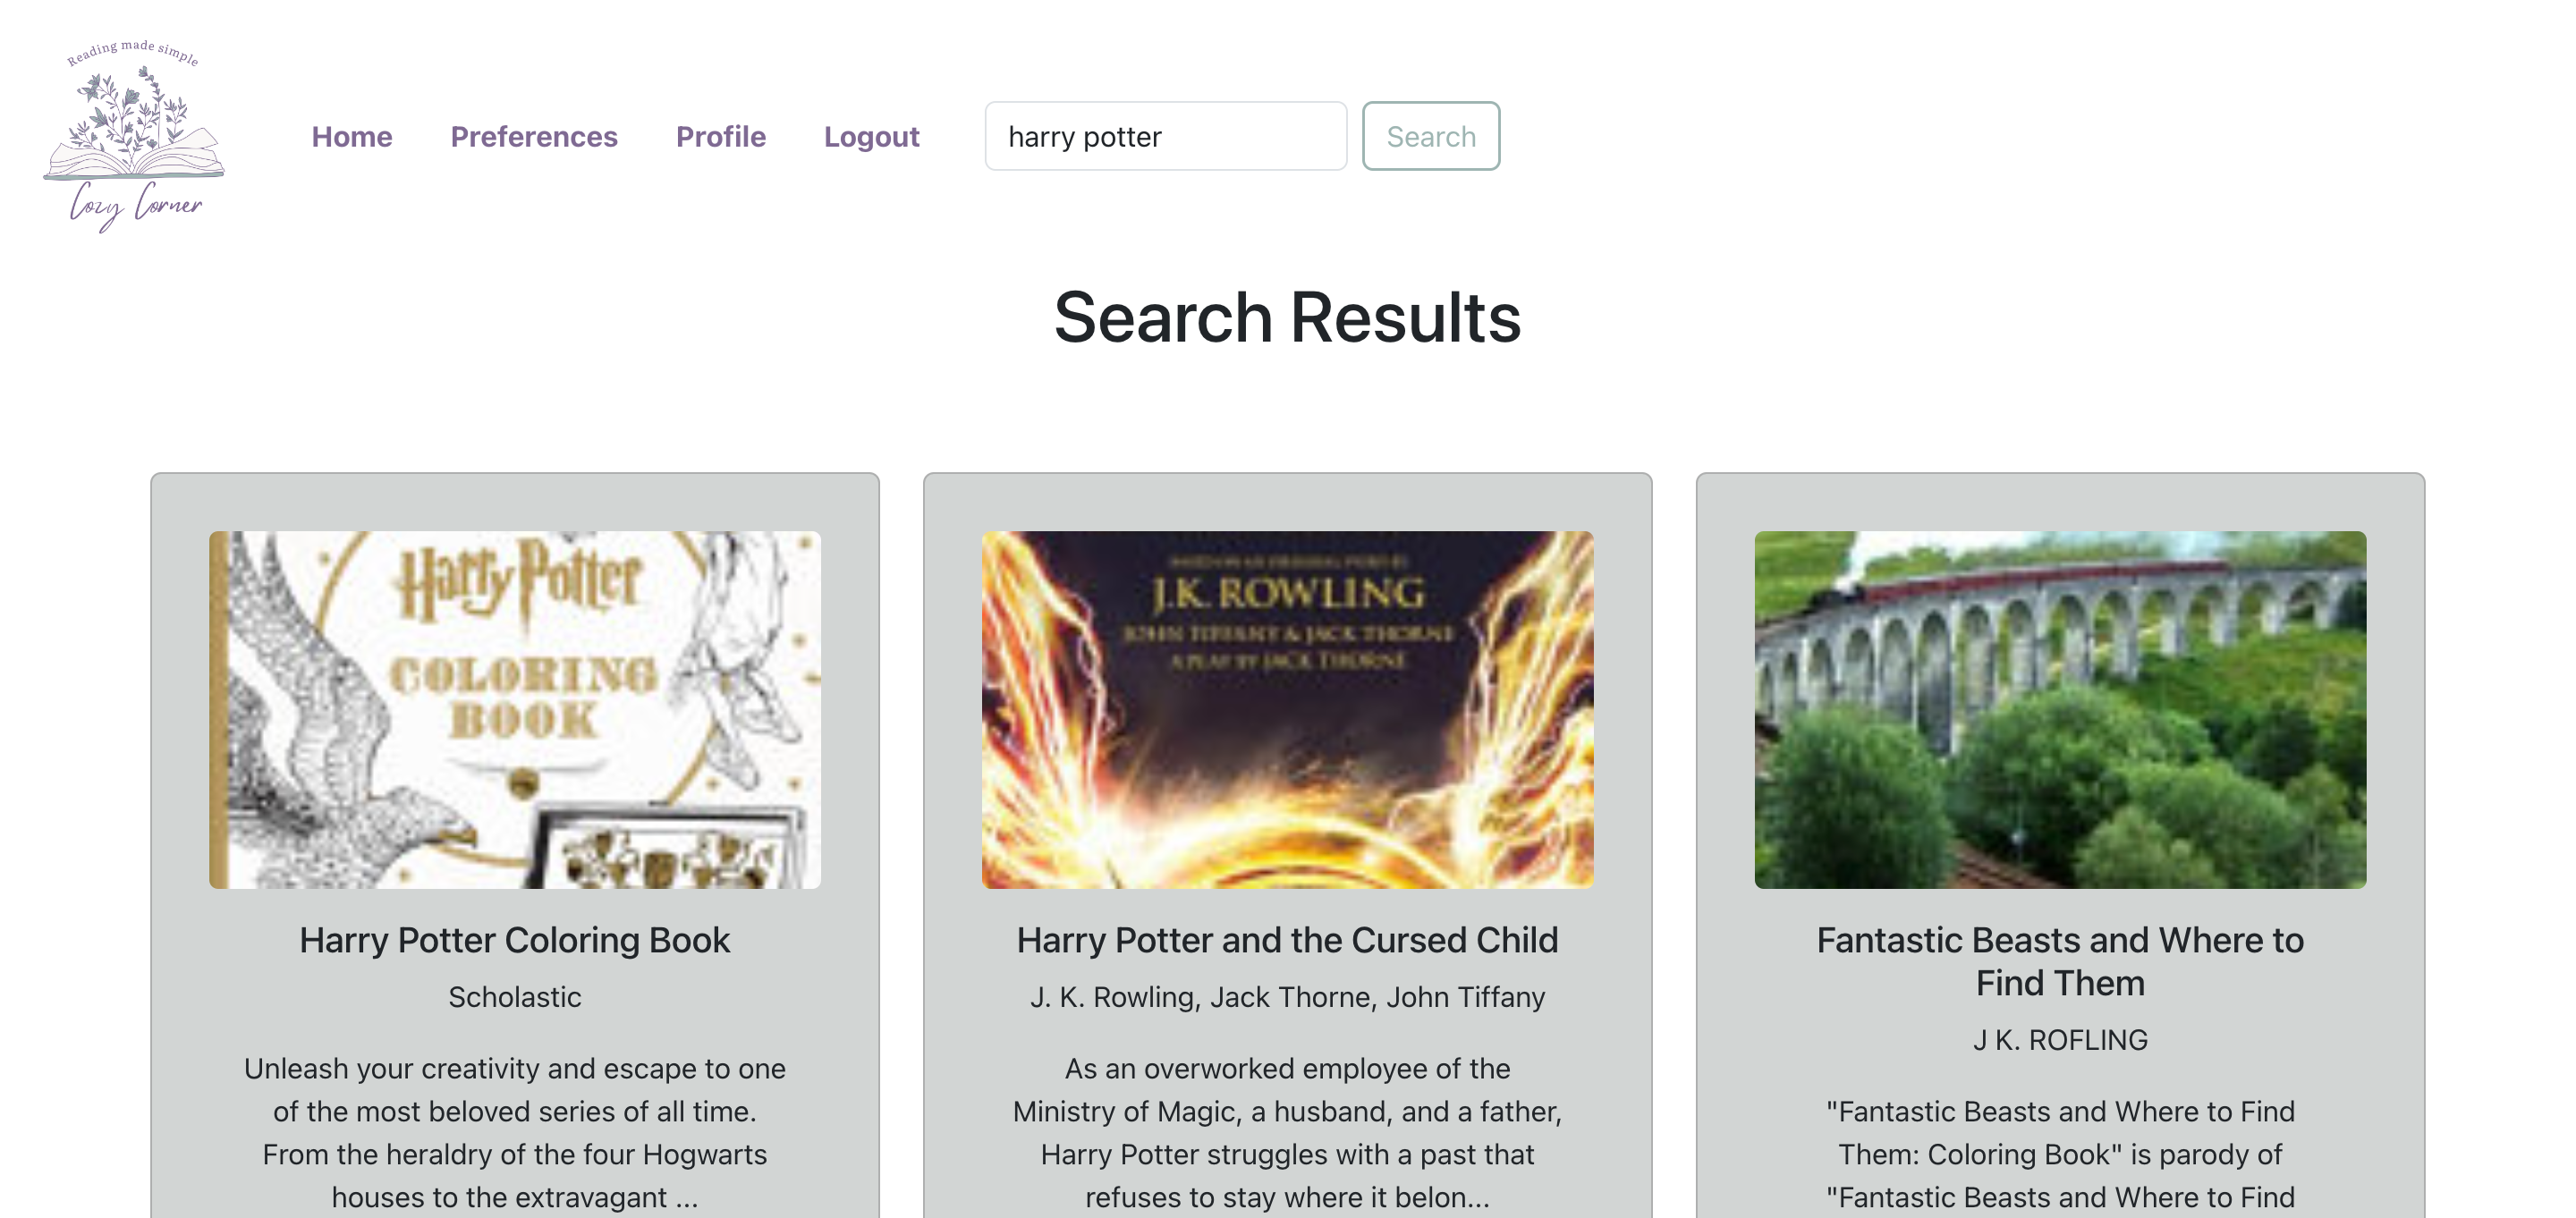 Reading made simple
Cozy Corner
Home Preferences Profile Logout harry potter Search
Search Results
Harry Potter
COLORING
BOOK
Harry Potter Coloring Book
Scholastic
Unleash your creativity and escape to one
of the most beloved series of all time.
From the heraldry of the four Hogwarts
houses to the extravagant ...
BASED ON AN ORIGINAL STORY BY
J.K. ROWLING
JOHN TIFFANY & JACK THORNE
A PLAY BY JACK THORNE
Harry Potter and the Cursed Child
J. K. Rowling, Jack Thorne, John Tiffany
As an overworked employee of the
Ministry of Magic, a husband, and a father,
Harry Potter struggles with a past that
refuses to stay where it belon...
Fantastic Beasts and Where to
Find Them
J K. ROFLING
"Fantastic Beasts and Where to Find
Them: Coloring Book" is parody of
"Fantastic Beasts and Where to Find